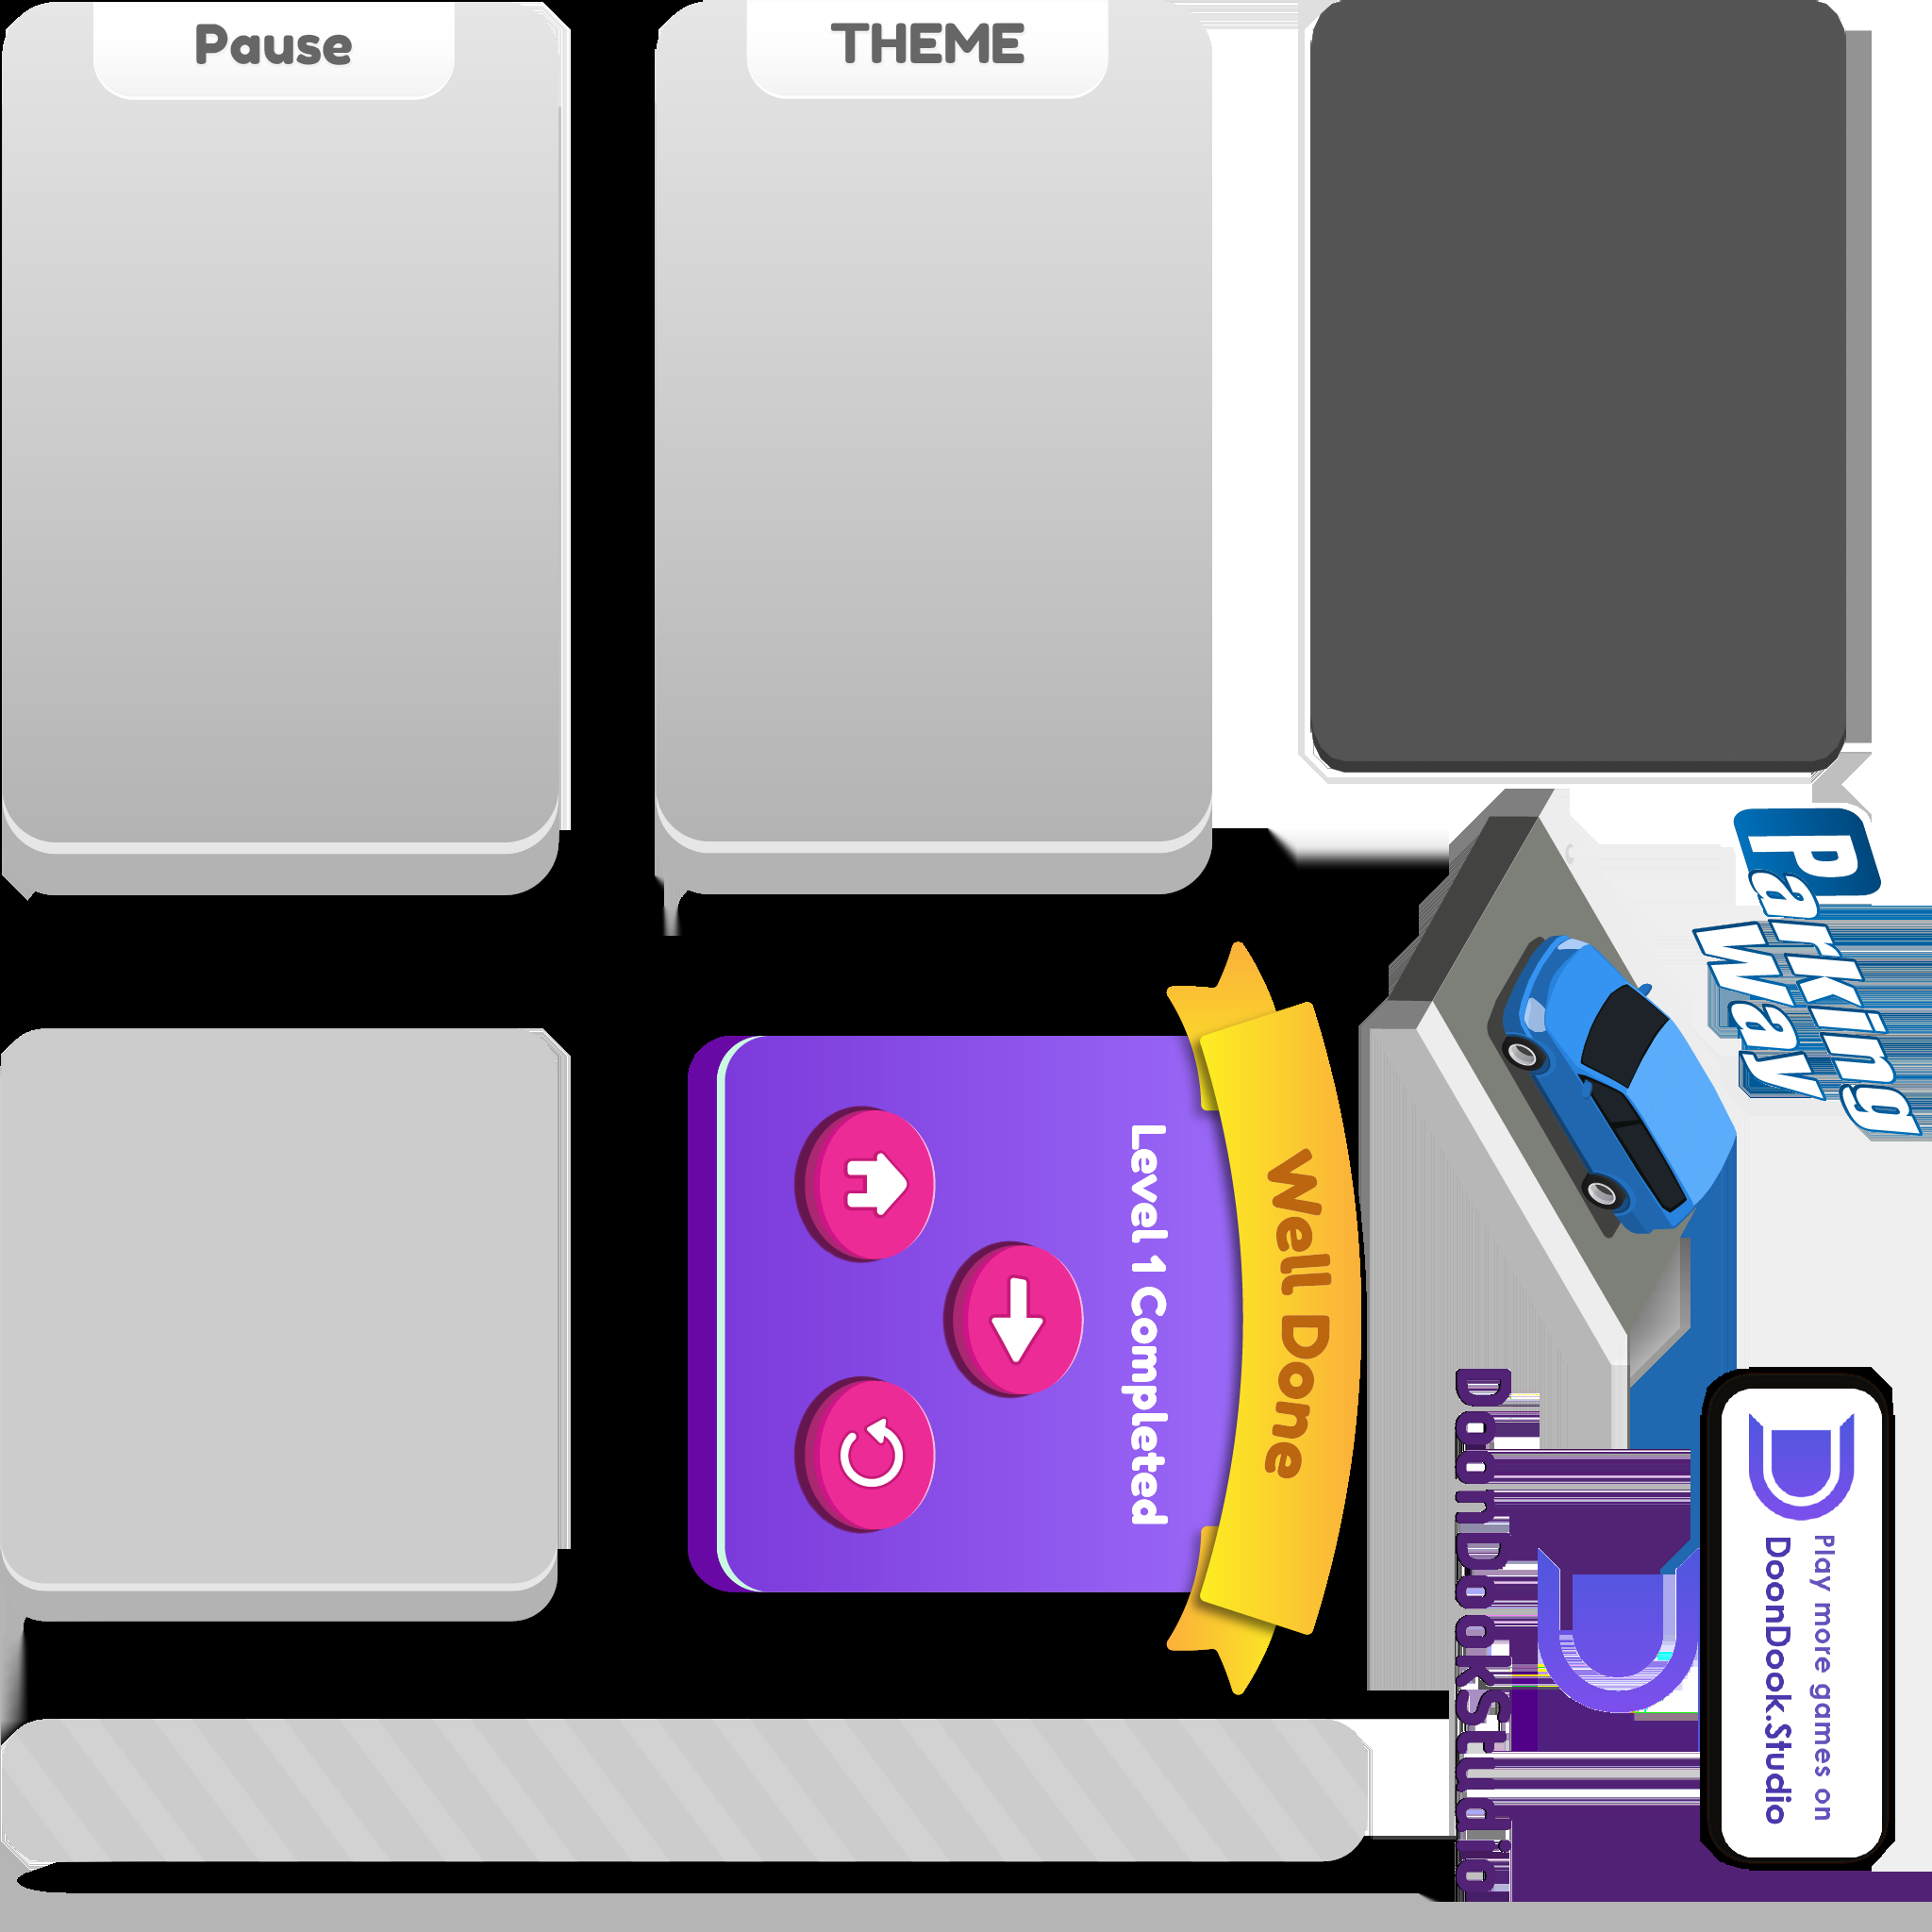 Pause
THEME
Parking
Way
Well Done
Level 1 Completed
DoonDookStudio
Play more games on
DoonDook.Studio